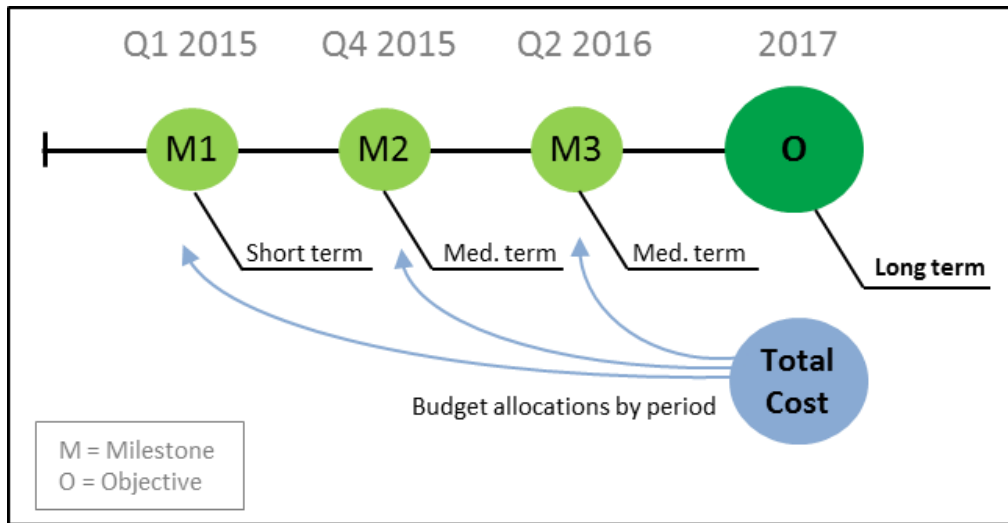 Q1 2015
Q4 2015
Q2 2016
2017
M1
M2
M3
O
Short term
Med. term
Med. term
Long term
Total
Cost
Budget allocations by period
M = Milestone
O = Objective